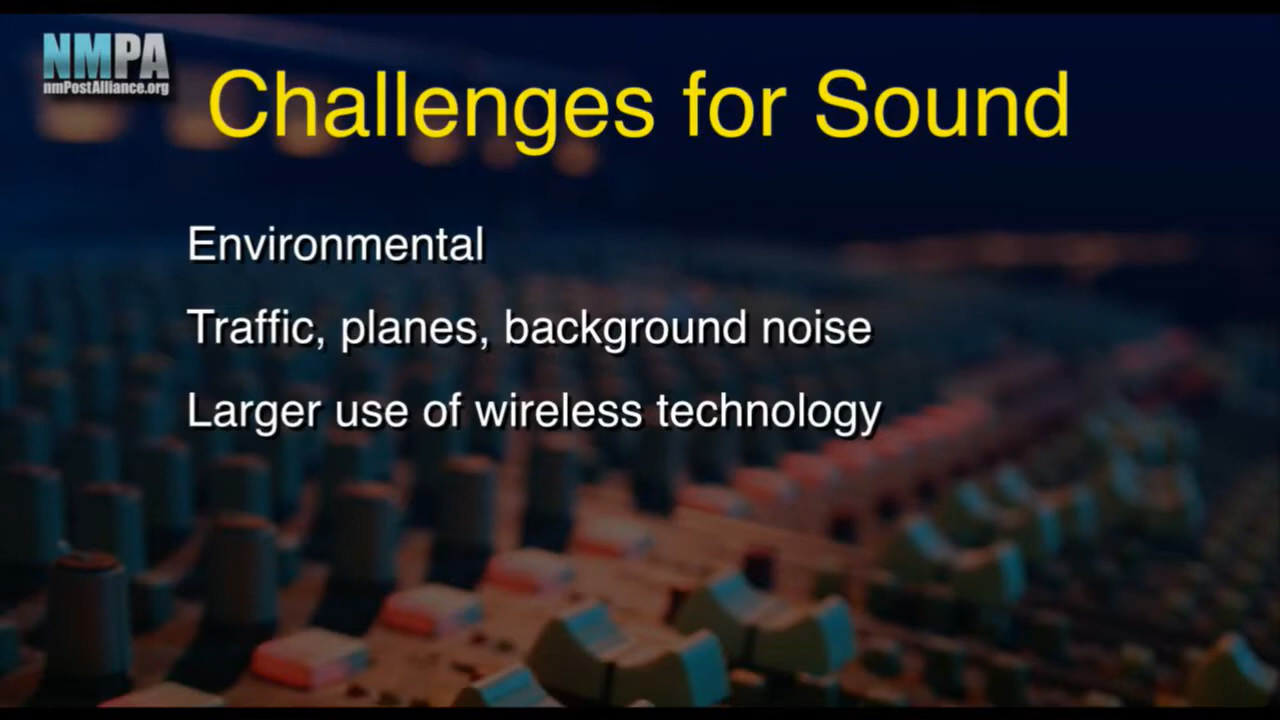 NMPA
nmPostAlliance.org
Challenges for Sound
Environmental
Traffic, planes, background noise
Larger use of wireless technology